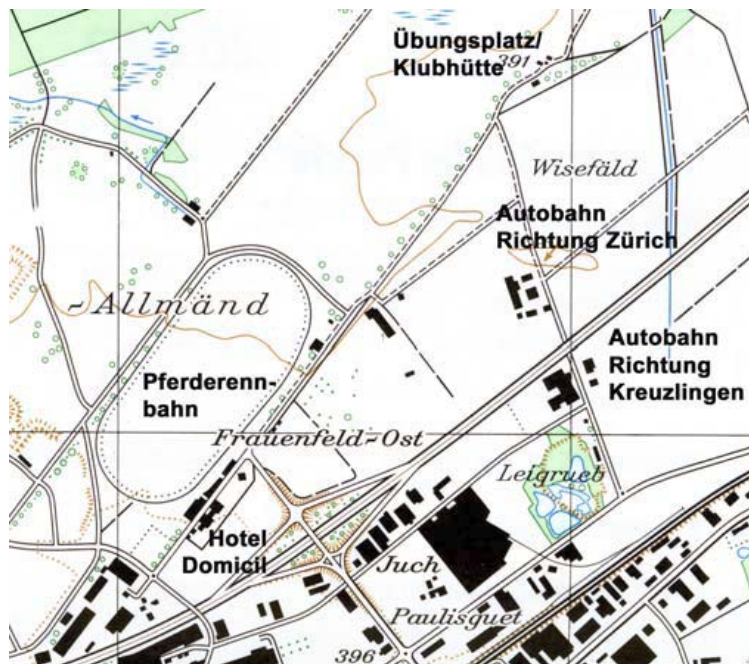 Übungsplatz/
391
Klubhütte
Wisefäld
Autobahn
Richtung Zürich
~Allmänd
Autobahn
Richtung
Kreuzlingen
Pferderenn-
bahn
Frauenfeld~Ost
Leigrueb
Hotel
Domicil
Juch
Paulisguet
396